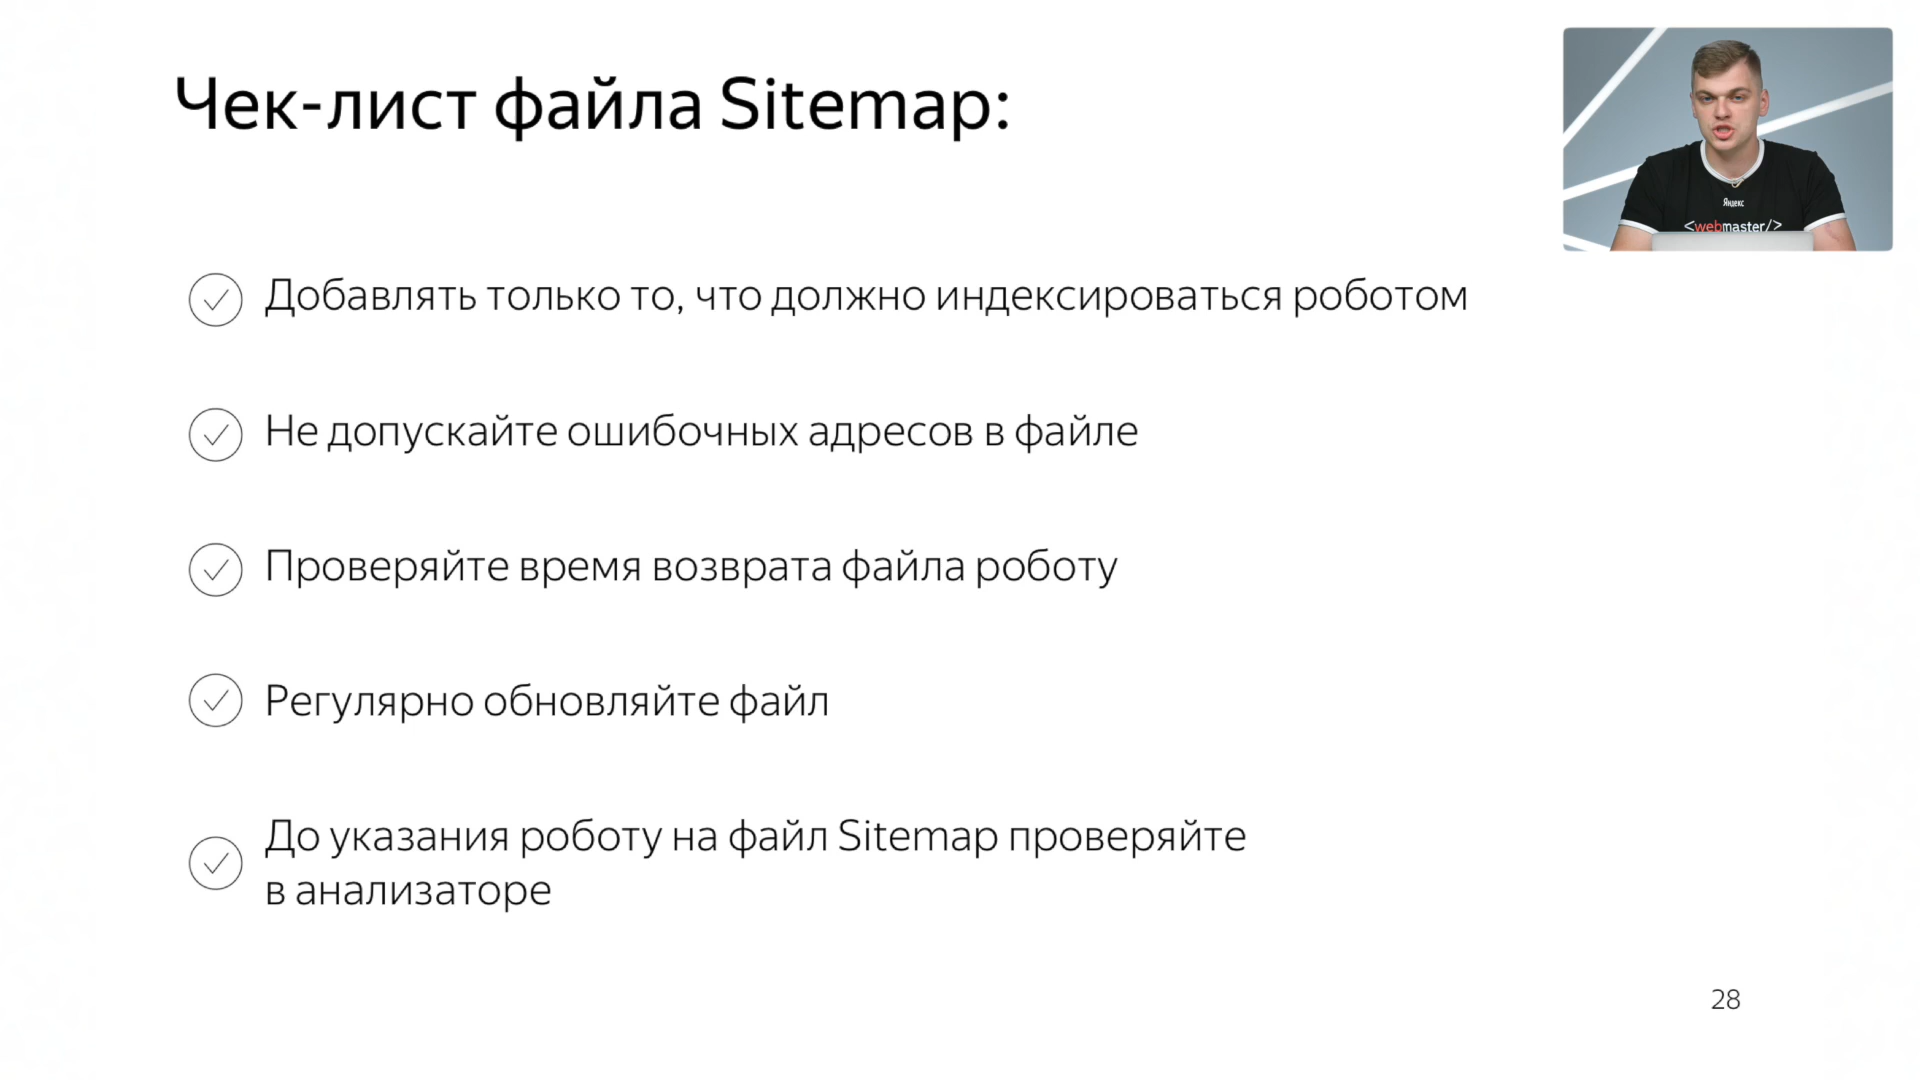 Чек-лист файла Sitemap:
Яндекс
<webmaster/>
Добавлять только то, что должно индексироваться роботом
Не допускайте ошибочных адресов в файле
Проверяйте время возврата файла роботу
Регулярно обновляйте файл
До указания роботу на файл Sitemap проверяйте
в анализаторе
28